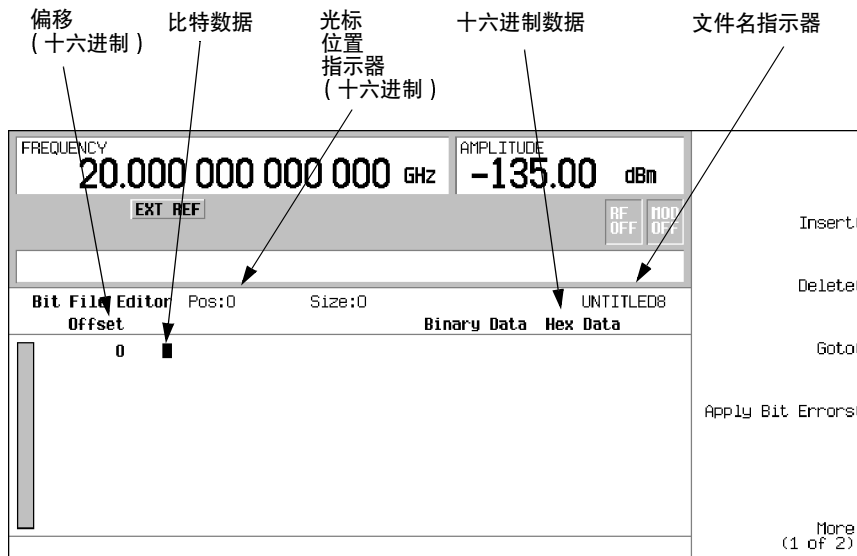 偏移
(十六进制)
比特数据
光标
位置
指示器
(十六进制)
十六进制数据
文件名指示器
FREQUENCY
20.000 000 000 000 GHz
AMPLITUDE
-135.00 dBm
EXT REF
RF
OFF
MOD
OFF
Bit File Editor Pos:0 Size:0 UNTITLED8
Offset Binary Data Hex Data
0
Insert
Delete
Goto
Apply Bit Errors
More
(1 of 2)